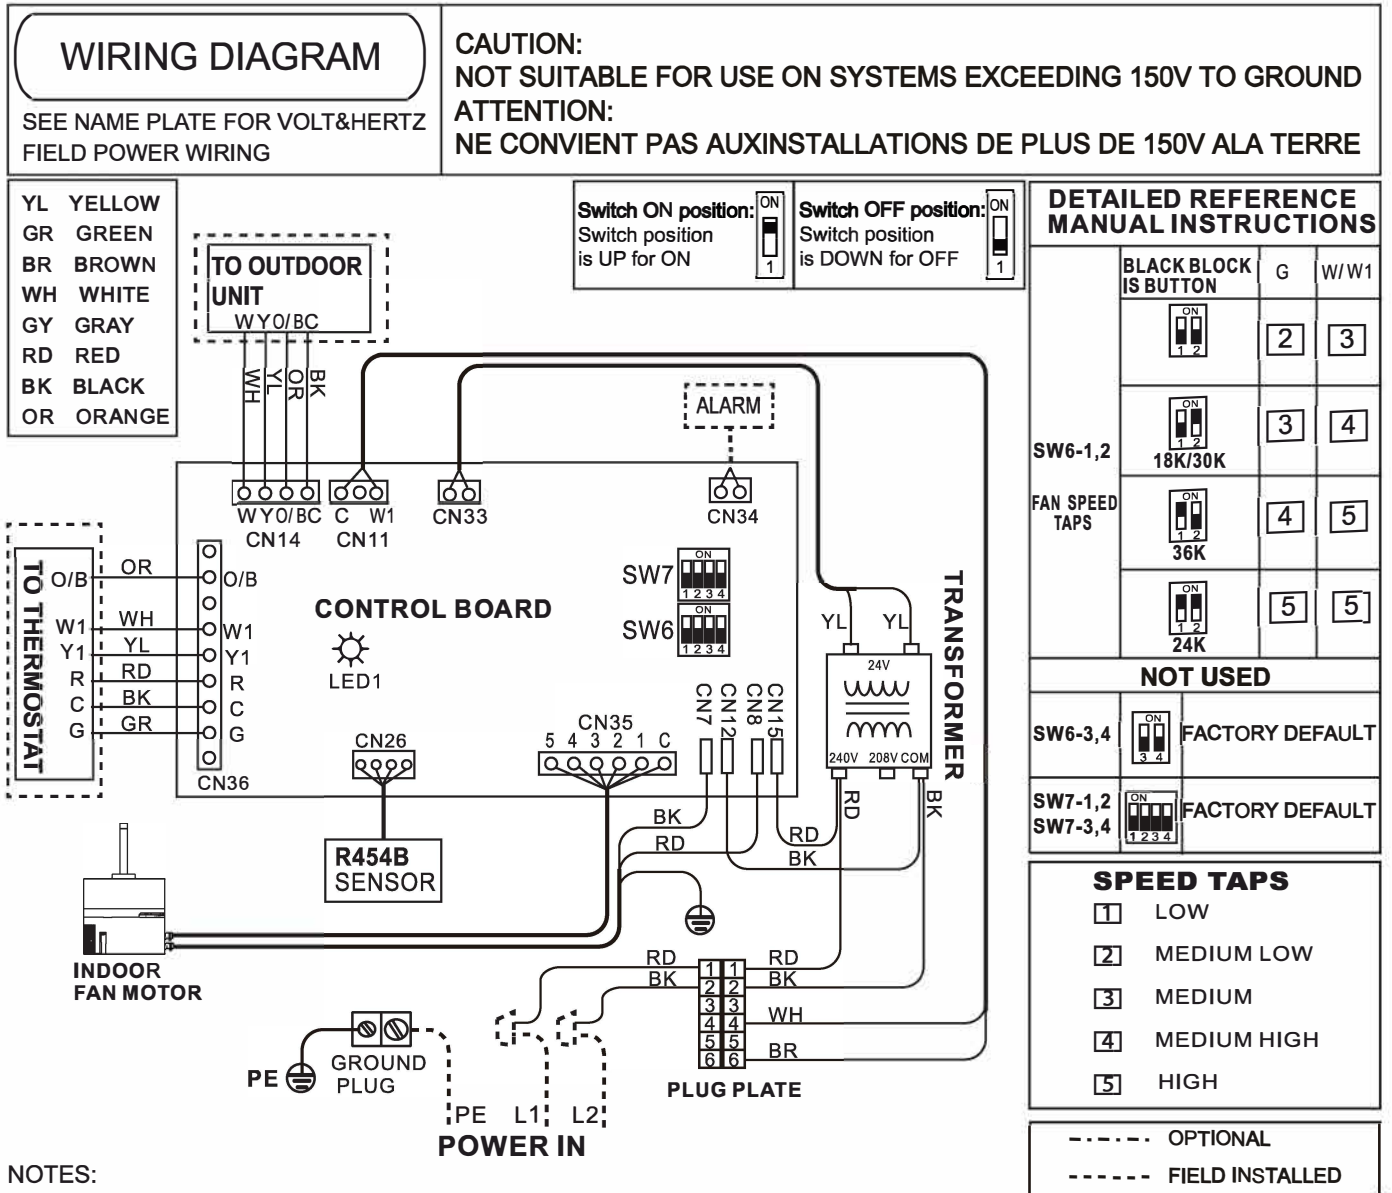 WIRING DIAGRAM
SEE NAME PLATE FOR VOLT&HERTZ
FIELD POWER WIRING
CAUTION:
NOT SUITABLE FOR USE ON SYSTEMS EXCEEDING 150V TO GROUND
ATTENTION:
NE CONVIENT PAS AUXINSTALLATIONS DE PLUS DE 150V ALA TERRE
YL YELLOW
GR GREEN
BR BROWN
WH WHITE
GY GRAY
RD RED
BK BLACK
OR ORANGE
TO OUTDOOR
UNIT
W Y O/B C
WH YL OR BK
Switch ON position:
Switch position
is UP for ON
ON
1
Switch OFF position:
Switch position
is DOWN for OFF
ON
1
ALARM
W Y O/B C
CN14
C W1
CN11
CN33
CN34
TO THERMOSTAT
O/B OR O/B
W1 WH W1
Y1 YL Y1
R RD R
C BK C
G GR G
CN36
CONTROL BOARD
LED1
SW7
ON
1 2 3 4
SW6
ON
1 2 3 4
CN26
CN35
5 4 3 2 1 C
CN7
CN12
CN8
CN15
R454B
SENSOR
YL YL
24V
240V 208V COM
TRANSFORMER
RD BK
BK
RD
RD
BK
INDOOR
FAN MOTOR
RD 1 1 RD
BK 2 2 BK
3 3
4 4 WH
5 5
6 6 BR
PLUG PLATE
PE
GROUND
PLUG
PE L1 L2
POWER IN
NOTES:
DETAILED REFERENCE
MANUAL INSTRUCTIONS
SW6-1,2
FAN SPEED
TAPS
BLACK BLOCK
IS BUTTON
G W/W1
ON
1 2
2 3
ON
1 2
18K/30K
3 4
ON
1 2
36K
4 5
ON
1 2
24K
5 5
NOT USED
SW6-3,4
ON
3 4
FACTORY DEFAULT
SW7-1,2
SW7-3,4
ON
1 2 3 4
FACTORY DEFAULT
SPEED TAPS
1 LOW
2 MEDIUM LOW
3 MEDIUM
4 MEDIUM HIGH
5 HIGH
OPTIONAL
FIELD INSTALLED